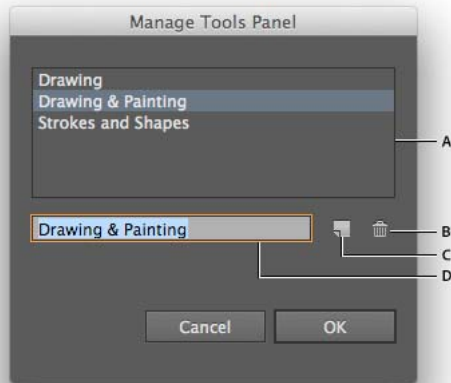 Manage Tools Panel
Drawing
Drawing & Painting
Strokes and Shapes
A
Drawing & Painting
B
C
D
Cancel
OK